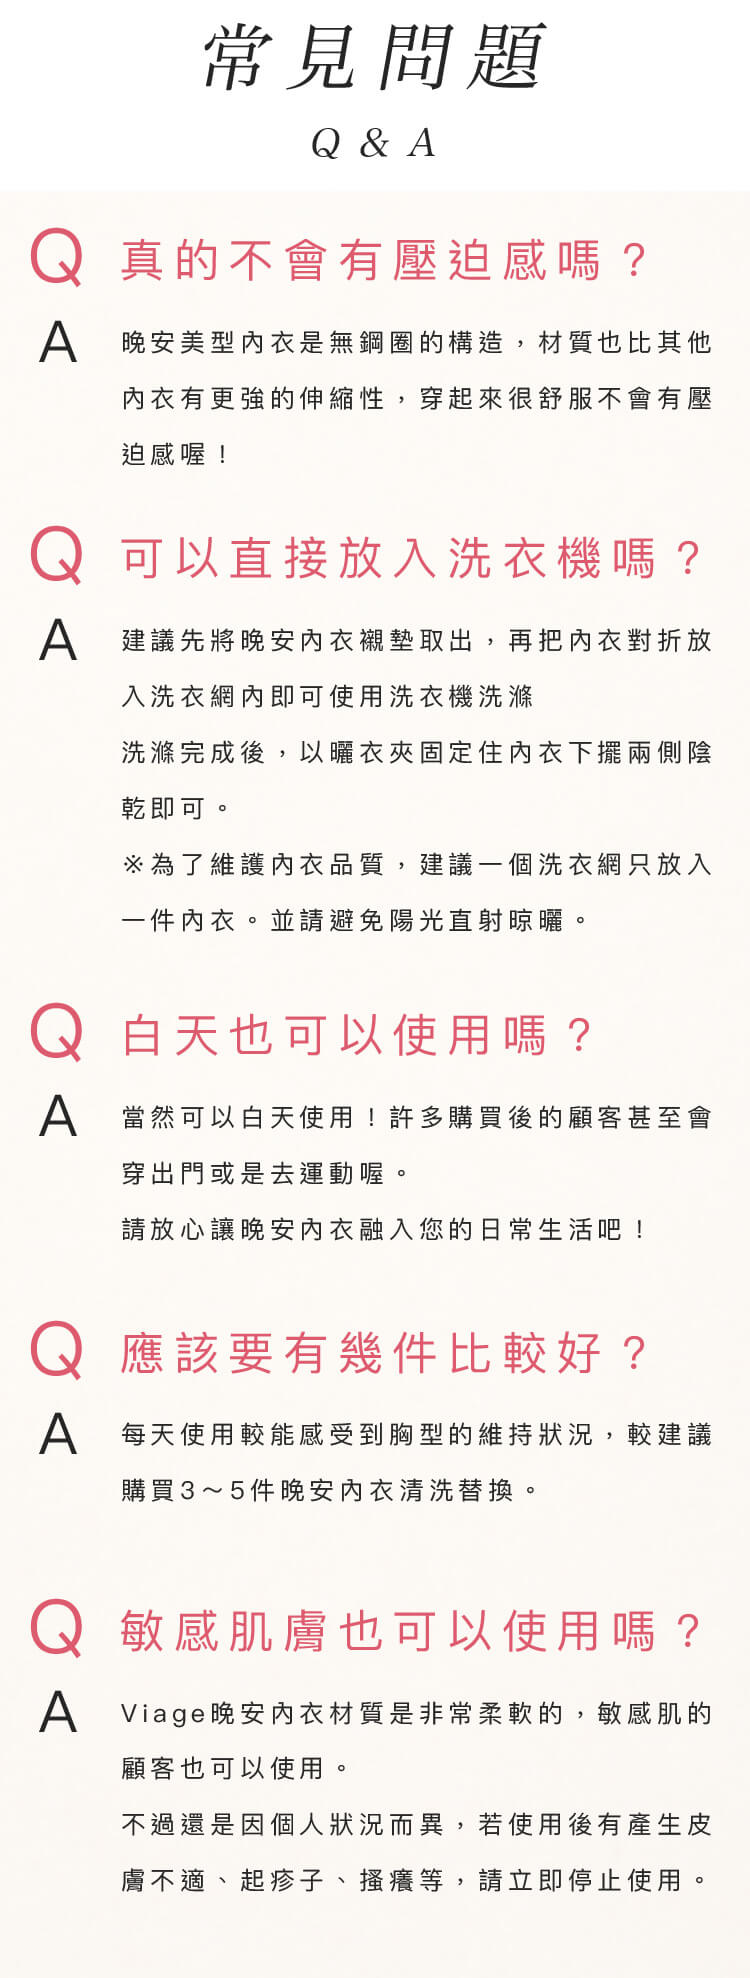 常見問題
Q & A
Q 真的不會有壓迫感嗎？
A 晚安美型內衣是無鋼圈的構造，材質也比其他
內衣有更強的伸縮性，穿起來很舒服不會有壓
迫感喔！
Q 可以直接放入洗衣機嗎？
A 建議先將晚安內衣襯墊取出，再把內衣對折放
入洗衣網內即可使用洗衣機洗滌
洗滌完成後，以曬衣夾固定住內衣下擺兩側陰
乾即可。
※為了維護內衣品質，建議一個洗衣網只放入
一件內衣。並請避免陽光直射晾曬。
Q 白天也可以使用嗎？
A 當然可以白天使用！許多購買後的顧客甚至會
穿出門或是去運動喔。
請放心讓晚安內衣融入您的日常生活吧！
Q 應該要有幾件比較好？
A 每天使用較能感受到胸型的維持狀況，較建議
購買3～5件晚安內衣清洗替換。
Q 敏感肌膚也可以使用嗎？
A Viage晚安內衣材質是非常柔軟的，敏感肌的
顧客也可以使用。
不過還是因個人狀況而異，若使用後有產生皮
膚不適、起疹子、搔癢等，請立即停止使用。